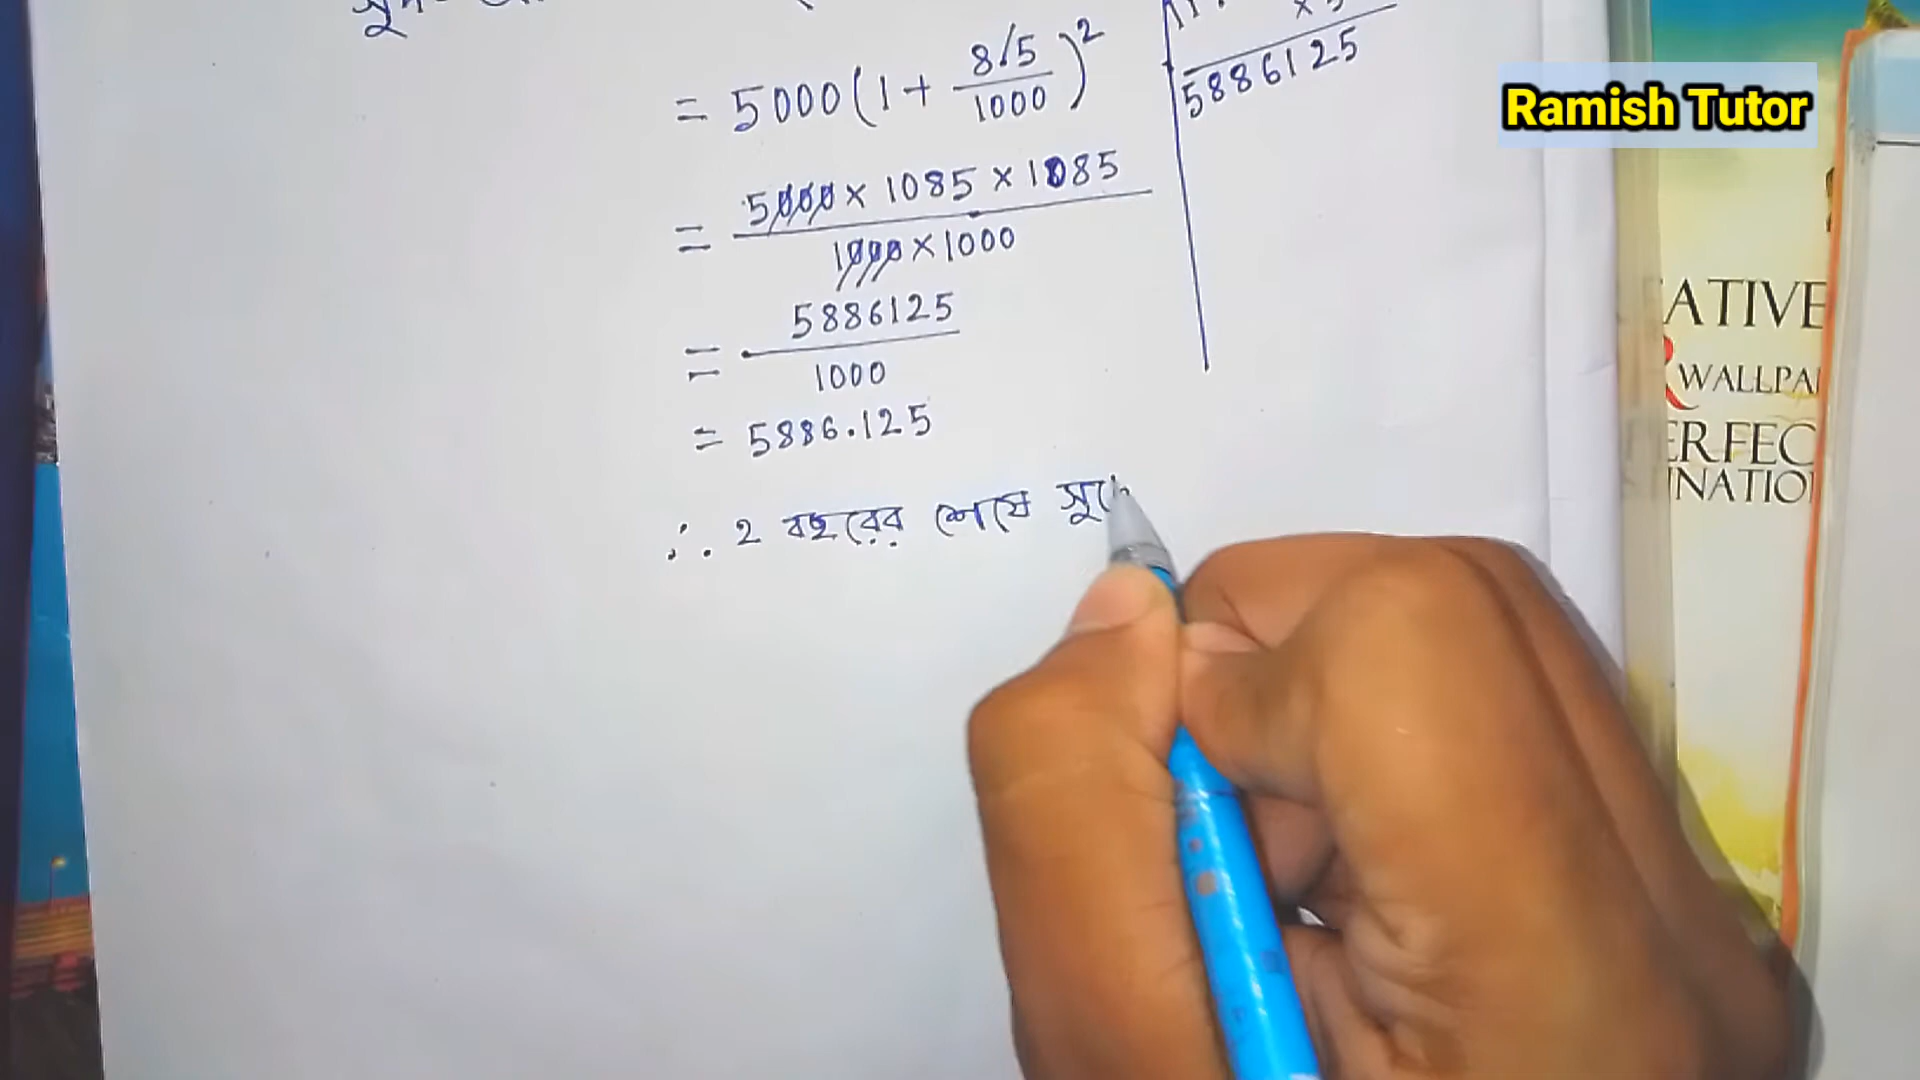 = 5000(1 + 8.5/1000)²
= 5000 × 1085 × 1085
1000 × 1000
= 5886125
1000
= 5886.125
∴ 2 বছরের শেষে
5886125
Ramish Tutor
ATIVE
WALLPA
ERFEC
INATIO